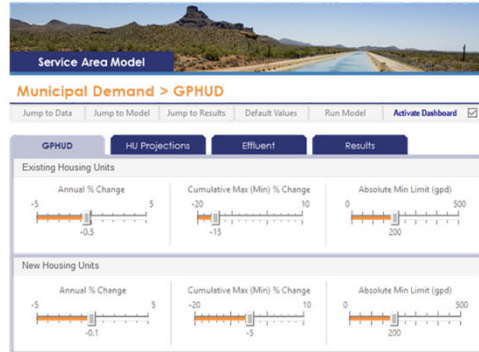 Service Area Model
Municipal Demand > GPHUD
Jump to Data Jump to Model Jump to Results Default Values Run Model Activate Dashboard
GPHUD HU Projections Effluent Results
Existing Housing Units
Annual % Change Cumulative Max (Min) % Change Absolute Min Limit (gpd)
-5 5 -20 10 0 500
-0.5 -15 200
New Housing Units
Annual % Change Cumulative Max (Min) % Change Absolute Min Limit (gpd)
-5 5 -20 10 0 500
-0.1 -5 200